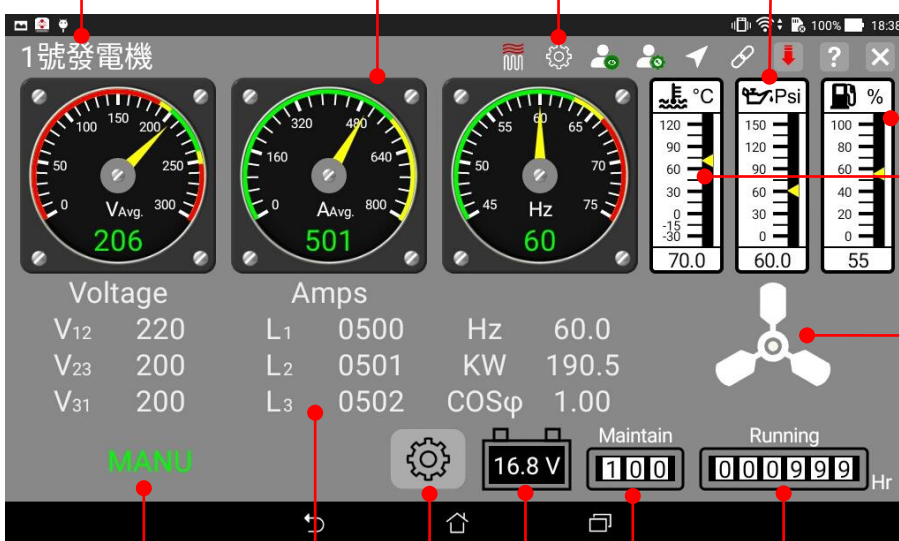 100% 18:38
1號發電機 ?
0 50 100 150 200 250 300
VAvg.
206
0 160 320 480 640 800
AAvg.
501
45 50 55 60 65 70 75
Hz
60
°C
120
90
60
30
0
-15
-30
70.0
Psi
150
120
90
60
30
0
60.0
%
100
80
60
40
20
0
55
Voltage Amps
V12 220 L1 0500 Hz 60.0
V23 200 L2 0501 KW 190.5
V31 200 L3 0502 COSφ 1.00
MANU
16.8 V
Maintain
100
Running
000999 Hr